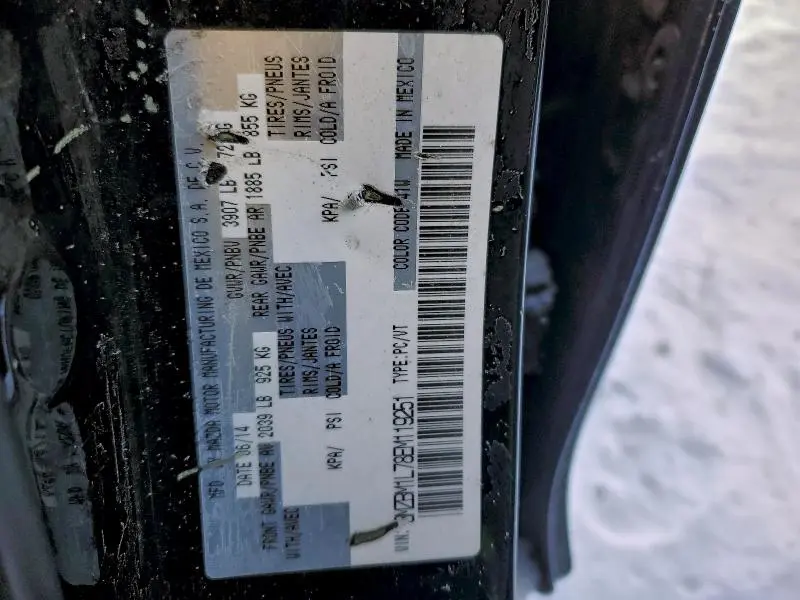 MFD BY MAZDA MOTOR MANUFACTURING DE MEXICO S.A. DE C.V.
DATE 06/14 GVWR/PNBV 3907 LB
FRONT GAWR/PNBE AV 2039 LB 925 KG REAR GAWR/PNBE AR 1885 LB 855 KG
WITH/AVEC TIRES/PNEUS WITH/AVEC TIRES/PNEUS
RIMS/JANTES RIMS/JANTES
KPA/ PSI COLD/A FROID KPA/ PSI COLD/A FROID
COLOR CODE 41W MADE IN MEXICO
VIN: 3MZBM1L78EM119251 TYPE:PC/VT